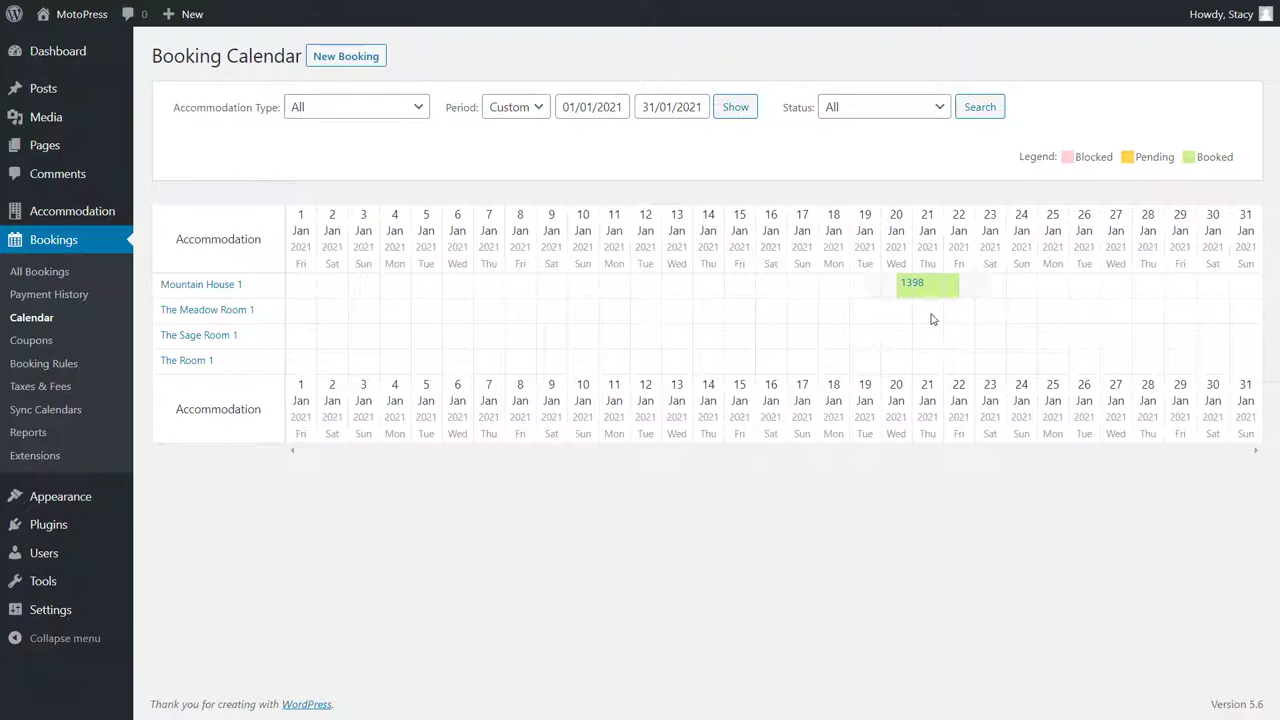 MotoPress 0 New Howdy, Stacy
Dashboard
Posts
Media
Pages
Comments
Accommodation
Bookings
All Bookings
Payment History
Calendar
Coupons
Booking Rules
Taxes & Fees
Sync Calendars
Reports
Extensions
Appearance
Plugins
Users
Tools
Settings
Collapse menu
Booking Calendar New Booking
Accommodation Type: All Period: Custom 01/01/2021 31/01/2021 Show Status: All Search
Legend: Blocked Pending Booked
Accommodation
1 2 3 4 5 6 7 8 9 10 11 12 13 14 15 16 17 18 19 20 21 22 23 24 25 26 27 28 29 30 31
Jan Jan Jan Jan Jan Jan Jan Jan Jan Jan Jan Jan Jan Jan Jan Jan Jan Jan Jan Jan Jan Jan Jan Jan Jan Jan Jan Jan Jan Jan Jan
2021 2021 2021 2021 2021 2021 2021 2021 2021 2021 2021 2021 2021 2021 2021 2021 2021 2021 2021 2021 2021 2021 2021 2021 2021 2021 2021 2021 2021 2021 2021
Fri Sat Sun Mon Tue Wed Thu Fri Sat Sun Mon Tue Wed Thu Fri Sat Sun Mon Tue Wed Thu Fri Sat Sun Mon Tue Wed Thu Fri Sat Sun
Mountain House 1 1398
The Meadow Room 1
The Sage Room 1
The Room 1
Accommodation
1 2 3 4 5 6 7 8 9 10 11 12 13 14 15 16 17 18 19 20 21 22 23 24 25 26 27 28 29 30 31
Jan Jan Jan Jan Jan Jan Jan Jan Jan Jan Jan Jan Jan Jan Jan Jan Jan Jan Jan Jan Jan Jan Jan Jan Jan Jan Jan Jan Jan Jan Jan
2021 2021 2021 2021 2021 2021 2021 2021 2021 2021 2021 2021 2021 2021 2021 2021 2021 2021 2021 2021 2021 2021 2021 2021 2021 2021 2021 2021 2021 2021 2021
Fri Sat Sun Mon Tue Wed Thu Fri Sat Sun Mon Tue Wed Thu Fri Sat Sun Mon Tue Wed Thu Fri Sat Sun Mon Tue Wed Thu Fri Sat Sun
Thank you for creating with WordPress. Version 5.6